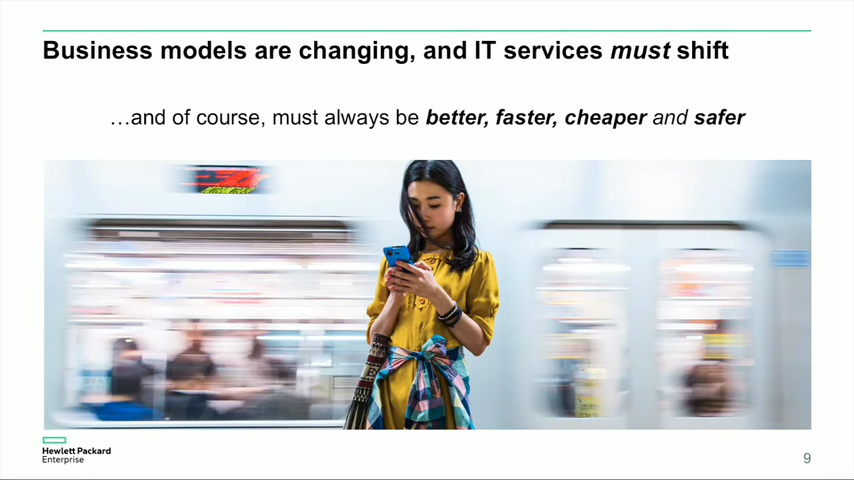 Business models are changing, and IT services must shift
…and of course, must always be better, faster, cheaper and safer
Hewlett Packard
Enterprise
9